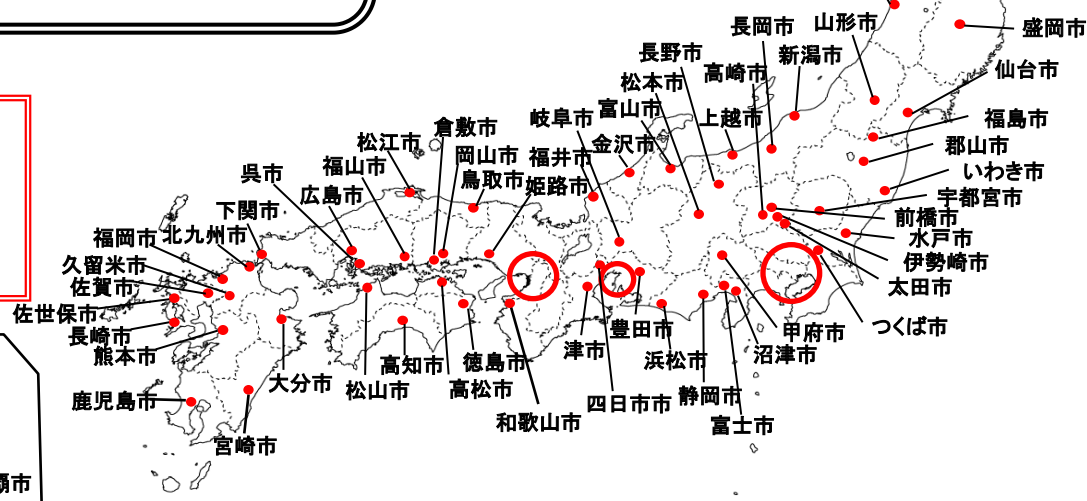 長岡市
山形市
盛岡市
長野市
高崎市
新潟市
仙台市
松本市
岐阜市
富山市
上越市
福島市
松江市
倉敷市
金沢市
郡山市
呉市
福山市
岡山市
福井市
いわき市
広島市
鳥取市
姫路市
宇都宮市
下関市
前橋市
福岡市
北九州市
水戸市
久留米市
伊勢崎市
佐賀市
太田市
佐世保市
長崎市
熊本市
豊田市
つくば市
津市
甲府市
高知市
徳島市
浜松市
沼津市
大分市
松山市
高松市
鹿児島市
四日市市
静岡市
和歌山市
富士市
宮崎市